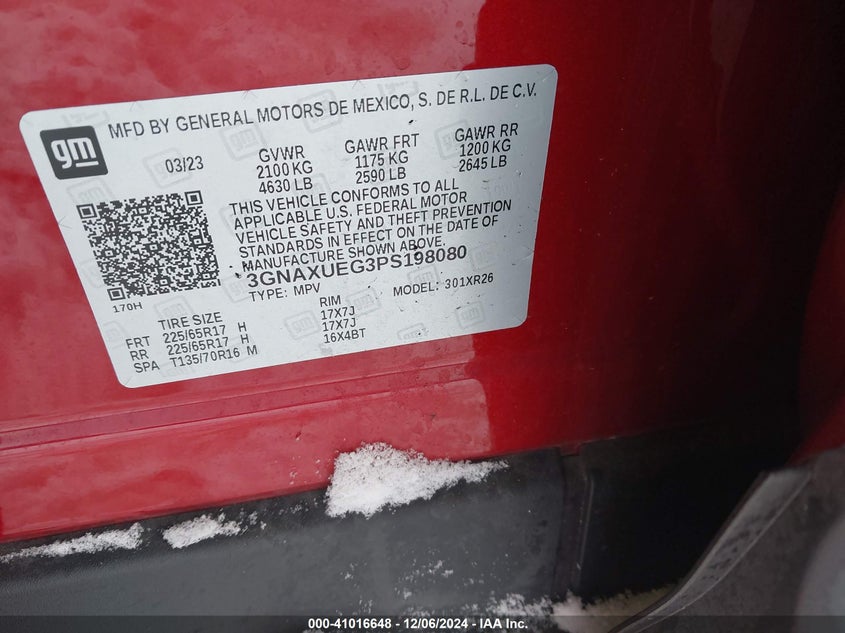 gm
MFD BY GENERAL MOTORS DE MEXICO, S. DE R.L. DE C.V.
03/23
GVWR
2100 KG
4630 LB
GAWR FRT
1175 KG
2590 LB
GAWR RR
1200 KG
2645 LB
THIS VEHICLE CONFORMS TO ALL
APPLICABLE U.S. FEDERAL MOTOR
VEHICLE SAFETY AND THEFT PREVENTION
STANDARDS IN EFFECT ON THE DATE OF
MANUFACTURE SHOWN ABOVE.
3GNAXUEG3PS198080
TYPE: MPV
MODEL: 301XR26
170H
TIRE SIZE
RIM
FRT 225/65R17 H 17X7J
RR 225/65R17 H 17X7J
SPA T135/70R16 M 16X4BT
000-41016648 - 12/06/2024 - IAA Inc.